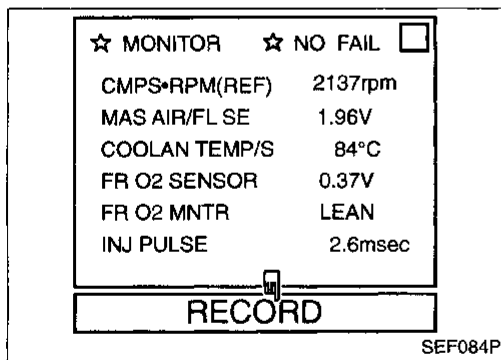 ☆ MONITOR ☆ NO FAIL
CMPS•RPM(REF) 2137rpm
MAS AIR/FL SE 1.96V
COOLAN TEMP/S 84°C
FR O2 SENSOR 0.37V
FR O2 MNTR LEAN
INJ PULSE 2.6msec
RECORD
SEF084P